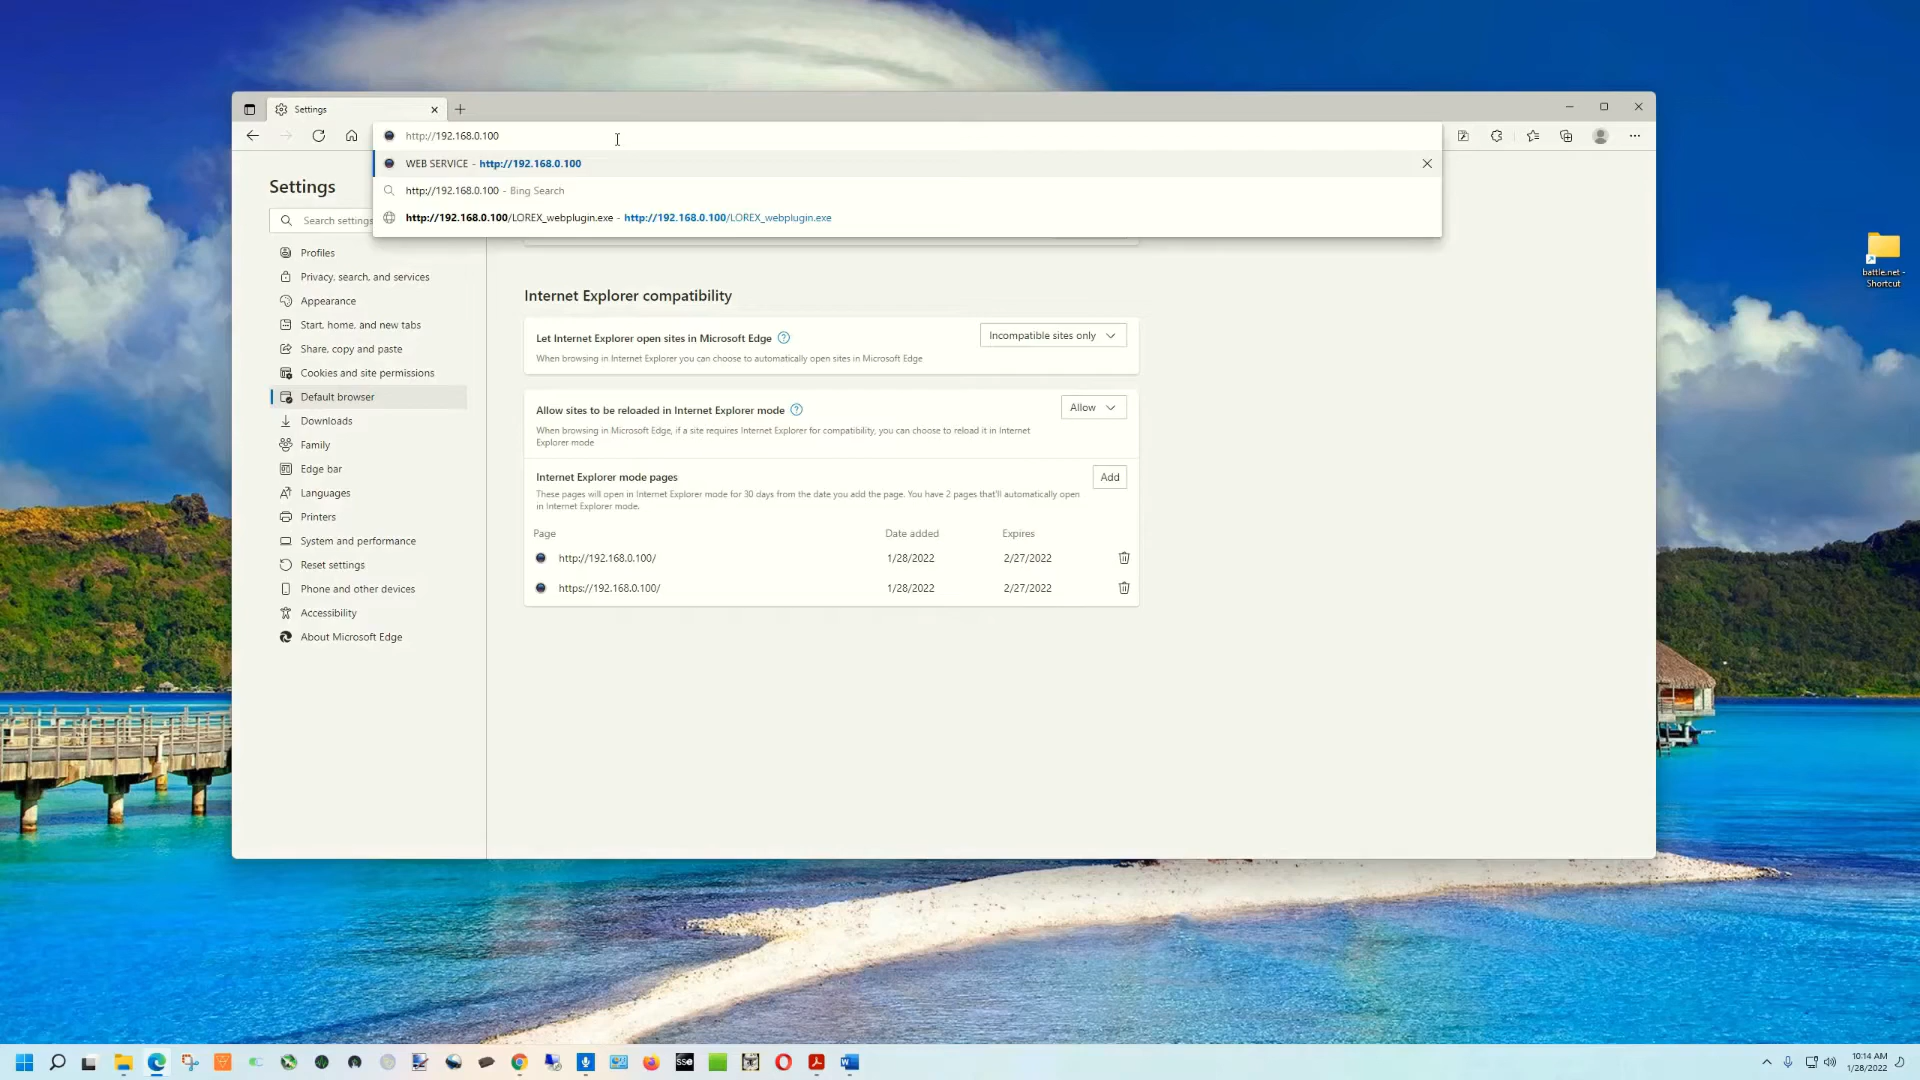 Settings
http://192.168.0.100
WEB SERVICE - http://192.168.0.100
http://192.168.0.100 - Bing Search
http://192.168.0.100/LOREX_webplugin.exe - http://192.168.0.100/LOREX_webplugin.exe
Settings
Search settings
Profiles
Privacy, search, and services
Appearance
Start, home, and new tabs
Share, copy and paste
Cookies and site permissions
Default browser
Downloads
Family
Edge bar
Languages
Printers
System and performance
Reset settings
Phone and other devices
Accessibility
About Microsoft Edge
Internet Explorer compatibility
Let Internet Explorer open sites in Microsoft Edge
Incompatible sites only
When browsing in Internet Explorer you can choose to automatically open sites in Microsoft Edge
Allow sites to be reloaded in Internet Explorer mode
Allow
When browsing in Microsoft Edge, if a site requires Internet Explorer for compatibility, you can choose to reload it in Internet
Explorer mode
Internet Explorer mode pages
Add
These pages will open in Internet Explorer mode for 30 days from the date you add the page. You have 2 pages that'll automatically open
in Internet Explorer mode.
Page Date added Expires
http://192.168.0.100/ 1/28/2022 2/27/2022
https://192.168.0.100/ 1/28/2022 2/27/2022
battle.net -
Shortcut
SSE
10:14 AM
1/28/2022